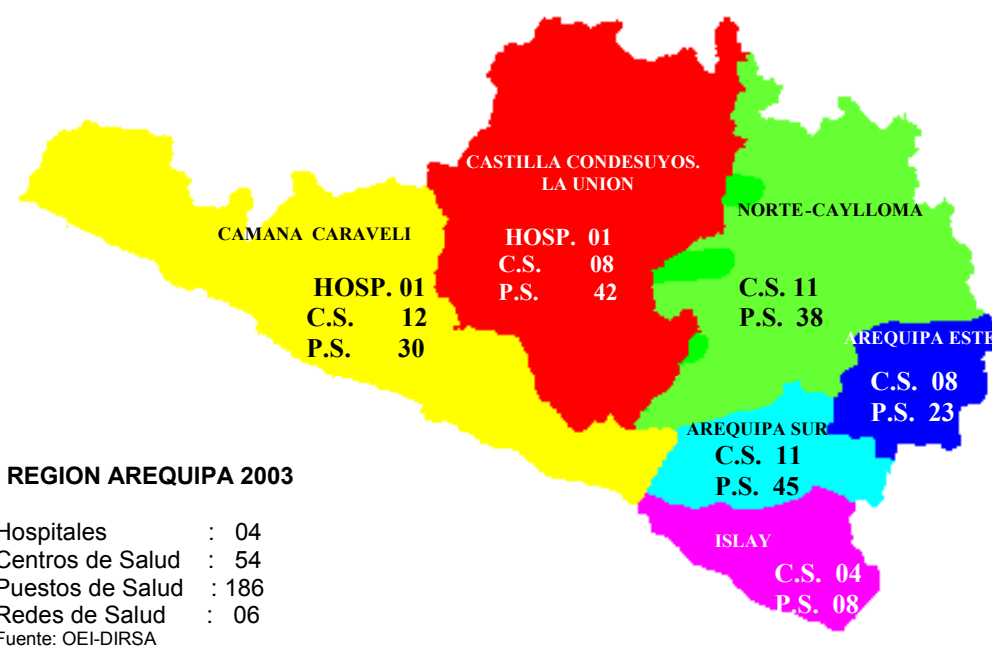 CASTILLA CONDESUYOS.
LA UNION
HOSP. 01
C.S. 08
P.S. 42
CAMANA CARAVELI
HOSP. 01
C.S. 12
P.S. 30
NORTE-CAYLLOMA
C.S. 11
P.S. 38
AREQUIPA ESTE
C.S. 08
P.S. 23
AREQUIPA SUR
C.S. 11
P.S. 45
ISLAY
C.S. 04
P.S. 08
REGION AREQUIPA 2003
Hospitales : 04
Centros de Salud : 54
Puestos de Salud : 186
Redes de Salud : 06
Fuente: OEI-DIRSA